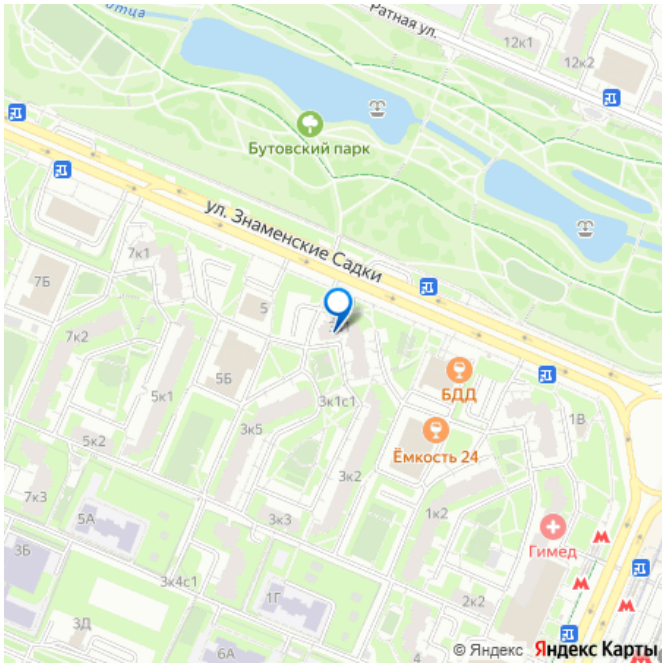 Ратная ул.
12к1
12к2
Бутовский парк
ул. Знаменские Садки
7к1
7Б
5
7к2
5Б
3к1с1
БДД
5к1
1В
3к5
Ёмкость 24
5к2
3к2
7к3
1к2
5А
3к3
Гимед
3Б
3к4с1
1Г
2к2
3Д
6А
4
© Яндекс Яндекс Карты